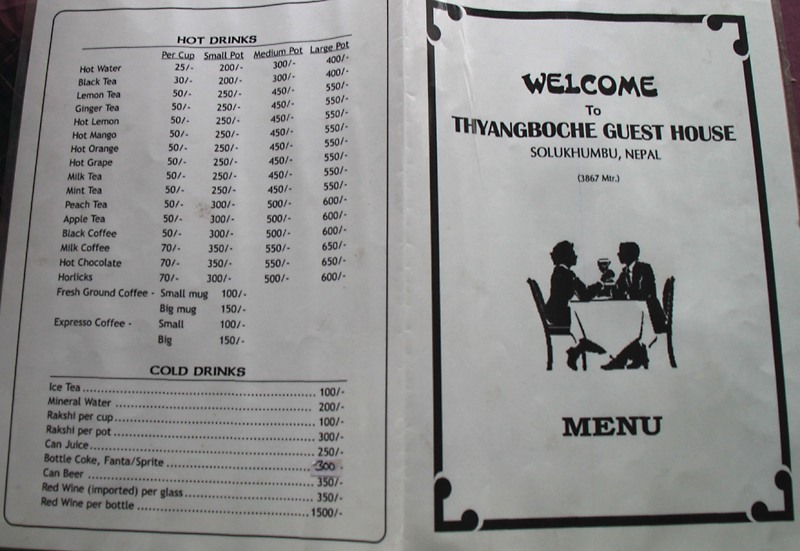 HOT DRINKS
Per Cup Small Pot Medium Pot Large Pot
Hot Water 25/- 200/- 300/- 400/-
Black Tea 30/- 200/- 300/- 400/-
Lemon Tea 50/- 250/- 450/- 550/-
Ginger Tea 50/- 250/- 450/- 550/-
Hot Lemon 50/- 250/- 450/- 550/-
Hot Mango 50/- 250/- 450/- 550/-
Hot Orange 50/- 250/- 450/- 550/-
Hot Grape 50/- 250/- 450/- 550/-
Milk Tea 50/- 250/- 450/- 550/-
Mint Tea 50/- 250/- 450/- 550/-
Peach Tea 50/- 300/- 500/- 600/-
Apple Tea 50/- 300/- 500/- 600/-
Black Coffee 50/- 300/- 500/- 600/-
Milk Coffee 70/- 350/- 550/- 650/-
Hot Chocolate 70/- 350/- 550/- 650/-
Horlicks 70/- 300/- 500/- 600/-
Fresh Ground Coffee - Small mug 100/-
Big mug 150/-
Expresso Coffee - Small 100/-
Big 150/-
COLD DRINKS
Ice Tea 100/-
Mineral Water 200/-
Rakshi per cup 100/-
Rakshi per pot 300/-
Can Juice 250/-
Bottle Coke, Fanta/Sprite 300
Can Beer 350/-
Red Wine (imported) per glass 350/-
Red Wine per bottle 1500/-
WELCOME
To
THYANGBOCHE GUEST HOUSE
SOLUKHUMBU, NEPAL
(3867 Mtr.)
MENU